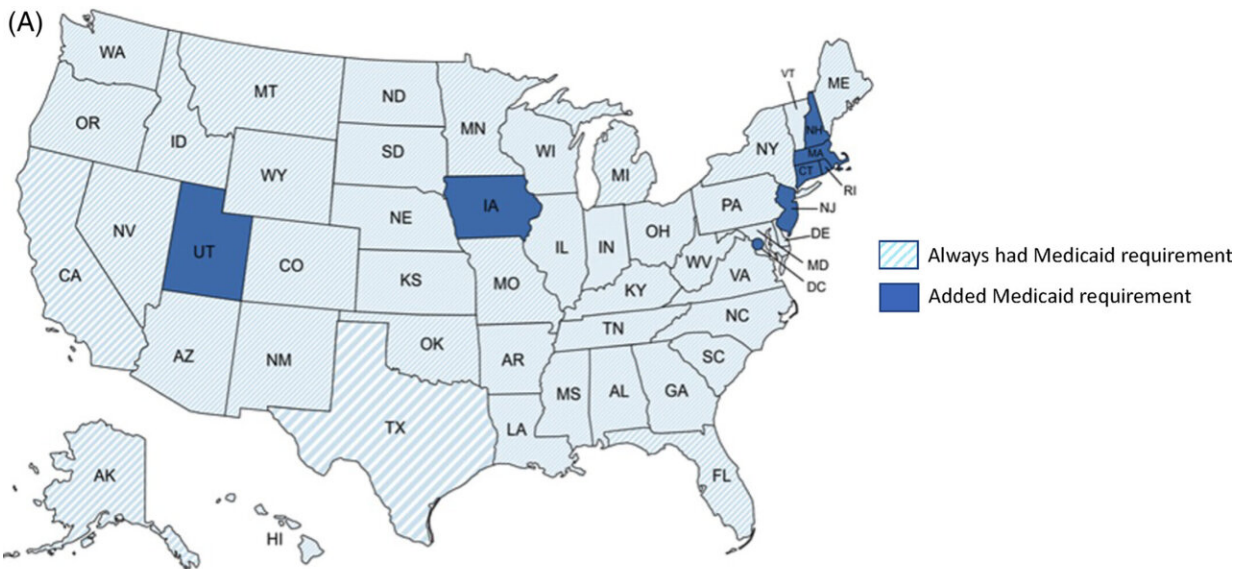 (A)
WA
OR
CA
NV
ID
MT
WY
UT
AZ
CO
NM
ND
SD
NE
KS
OK
TX
MN
IA
MO
AR
LA
WI
IL
MI
IN
OH
KY
TN
MS
AL
GA
FL
SC
NC
VA
WV
PA
NY
VT
NH
ME
MA
CT
RI
NJ
DE
MD
DC
AK
HI
Always had Medicaid requirement
Added Medicaid requirement